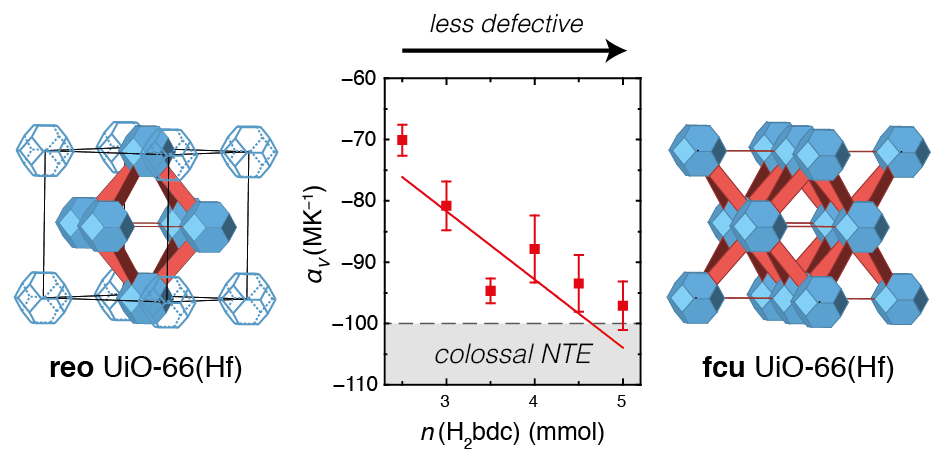 less defective
−60
−70
−80
−90
−100
−110
αV (MK⁻¹)
colossal NTE
3 4 5
n (H₂bdc) (mmol)
reo UiO-66(Hf)
fcu UiO-66(Hf)